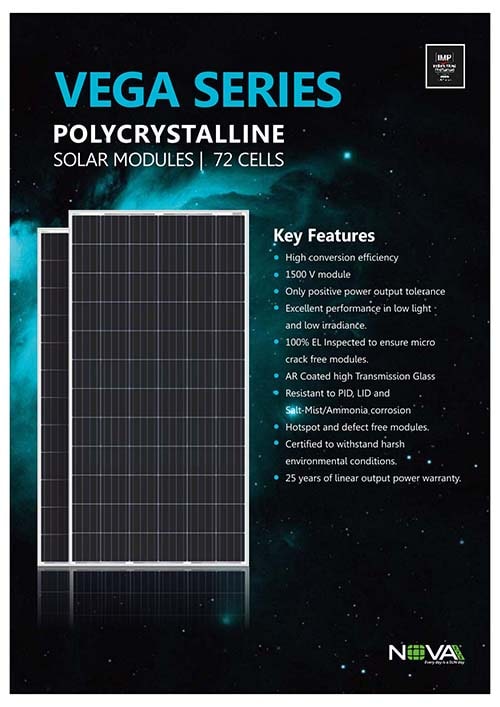 IMP
VEGA SERIES
POLYCRYSTALLINE
SOLAR MODULES | 72 CELLS
Key Features
High conversion efficiency
1500 V module
Only positive power output tolerance
Excellent performance in low light
and low irradiance.
100% EL Inspected to ensure micro
crack free modules.
AR Coated high Transmission Glass
Resistant to PID, LID and
Salt-Mist/Ammonia corrosion
Hotspot and defect free modules.
Certified to withstand harsh
environmental conditions.
25 years of linear output power warranty.
NOVA
Every day is a SUN day